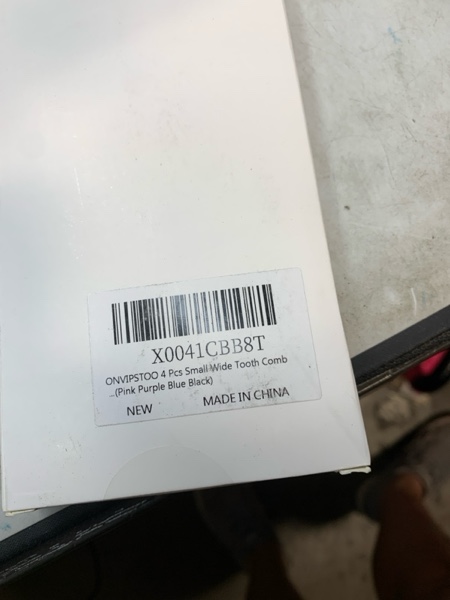 X0041CBB8T
ONVIPSTOO 4 Pcs Small Wide Tooth Comb
...(Pink Purple Blue Black)
NEW MADE IN CHINA